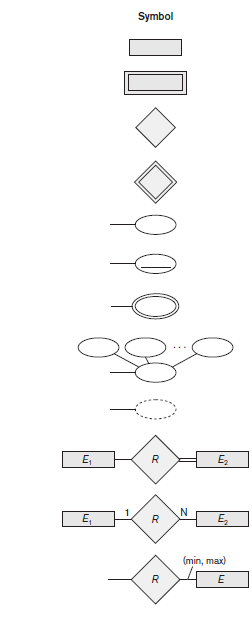 Symbol
. . .
E1 R E2
E1 1 R N E2
(min, max)
R E